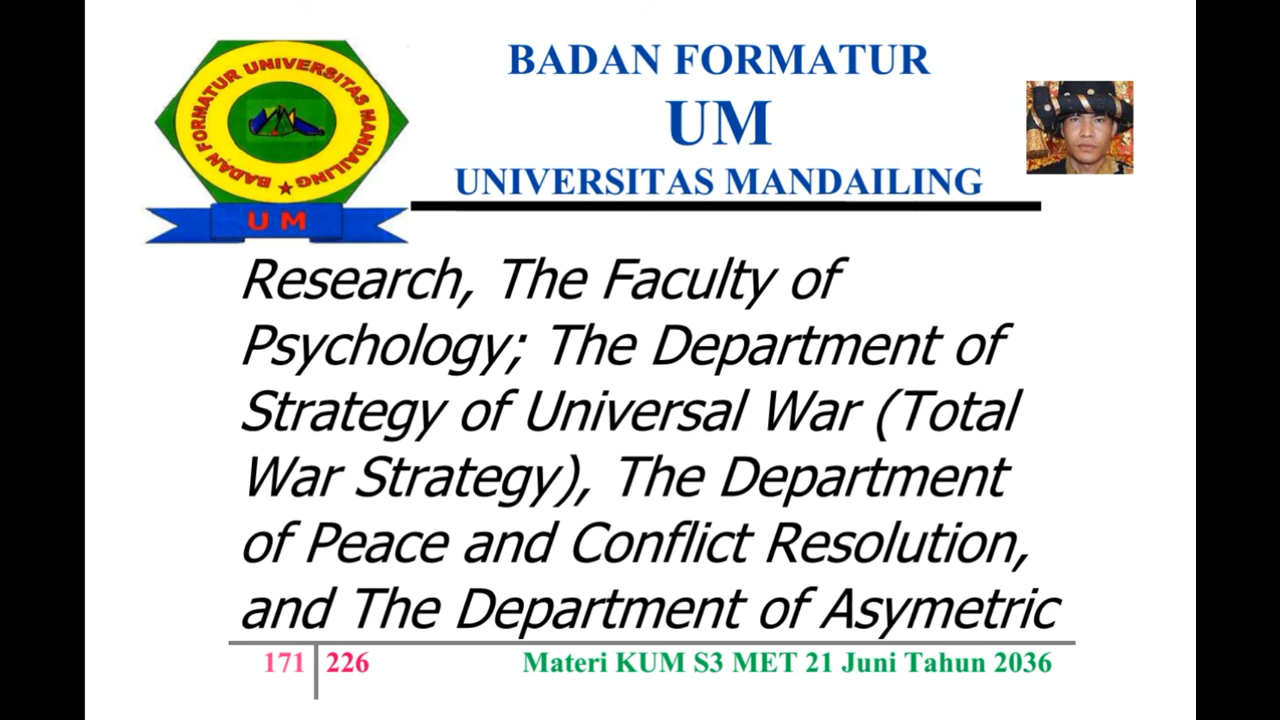 BADAN FORMATUR UNIVERSITAS MANDAILING
UM
BADAN FORMATUR
UM
UNIVERSITAS MANDAILING
Research, The Faculty of
Psychology; The Department of
Strategy of Universal War (Total
War Strategy), The Department
of Peace and Conflict Resolution,
and The Department of Asymetric
171 226 Materi KUM S3 MET 21 Juni Tahun 2036